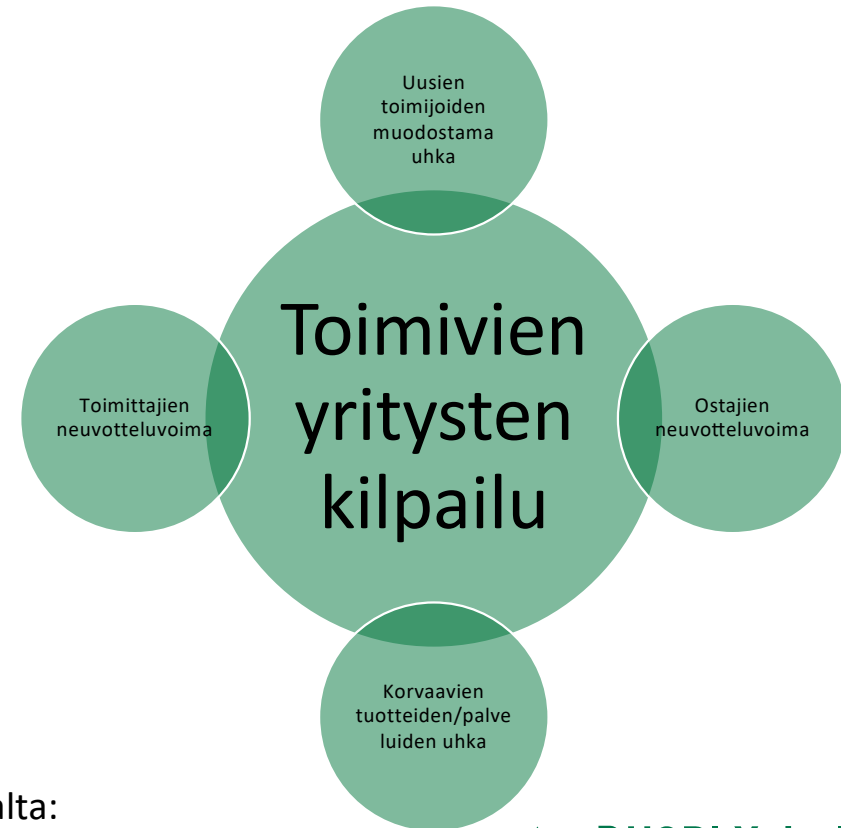 Uusien
toimijoiden
muodostama
uhka
Toimivien
yritysten
kilpailu
Toimittajien
neuvotteluvoima
Ostajien
neuvotteluvoima
Korvaavien
tuotteiden/palve
luiden uhka